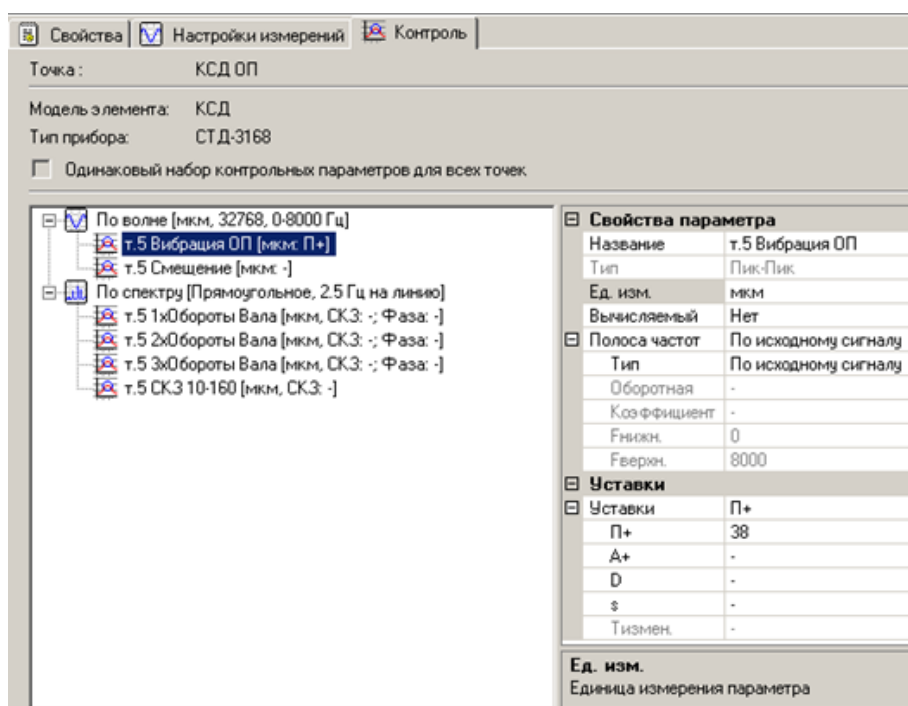 Свойства Настройки измерений Контроль
Точка : КСД ОП
Модель элемента: КСД
Тип прибора: СТД-3168
Одинаковый набор контрольных параметров для всех точек
По волне [мкм, 32768, 0-8000 Гц]
т.5 Вибрация ОП [мкм: П+]
т.5 Смещение [мкм: -]
По спектру [Прямоугольное, 2.5 Гц на линию]
т.5 1хОбороты Вала [мкм, СКЗ: -; Фаза: -]
т.5 2хОбороты Вала [мкм, СКЗ: -; Фаза: -]
т.5 3хОбороты Вала [мкм, СКЗ: -; Фаза: -]
т.5 СКЗ 10-160 [мкм, СКЗ: -]
Свойства параметра
Название т.5 Вибрация ОП
Тип Пик-Пик
Ед. изм. мкм
Вычисляемый Нет
Полоса частот По исходному сигналу
Тип По исходному сигналу
Оборотная -
Коэффициент -
Fнижн. 0
Fверхн. 8000
Уставки
Уставки П+
П+ 38
А+ -
D -
s -
Тизмен. -
Ед. изм.
Единица измерения параметра